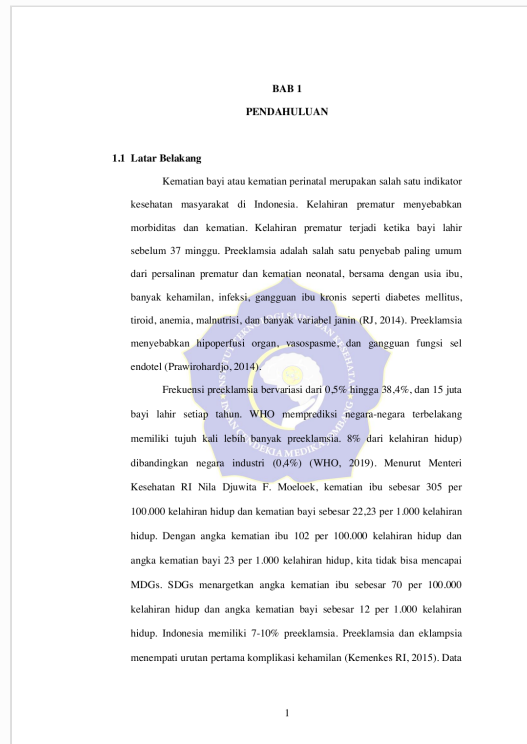 BAB 1
PENDAHULUAN
1.1 Latar Belakang
Kematian bayi atau kematian perinatal merupakan salah satu indikator
kesehatan masyarakat di Indonesia. Kelahiran prematur menyebabkan
morbiditas dan kematian. Kelahiran prematur terjadi ketika bayi lahir
sebelum 37 minggu. Preeklamsia adalah salah satu penyebab paling umum
dari persalinan prematur dan kematian neonatal, bersama dengan usia ibu,
banyak kehamilan, infeksi, gangguan ibu kronis seperti diabetes mellitus,
tiroid, anemia, malnutrisi, dan banyak variabel janin (RJ, 2014). Preeklamsia
menyebabkan hipoperfusi organ, vasospasme, dan gangguan fungsi sel
endotel (Prawirohardjo, 2014).
Frekuensi preeklamsia bervariasi dari 0,5% hingga 38,4%, dan 15 juta
bayi lahir setiap tahun. WHO memprediksi negara-negara terbelakang
memiliki tujuh kali lebih banyak preeklamsia. 8% dari kelahiran hidup)
dibandingkan negara industri (0,4%) (WHO, 2019). Menurut Menteri
Kesehatan RI Nila Djuwita F. Moeloek, kematian ibu sebesar 305 per
100.000 kelahiran hidup dan kematian bayi sebesar 22,23 per 1.000 kelahiran
hidup. Dengan angka kematian ibu 102 per 100.000 kelahiran hidup dan
angka kematian bayi 23 per 1.000 kelahiran hidup, kita tidak bisa mencapai
MDGs. SDGs menargetkan angka kematian ibu sebesar 70 per 100.000
kelahiran hidup dan angka kematian bayi sebesar 12 per 1.000 kelahiran
hidup. Indonesia memiliki 7-10% preeklamsia. Preeklamsia dan eklampsia
menempati urutan pertama komplikasi kehamilan (Kemenkes RI, 2015). Data
1